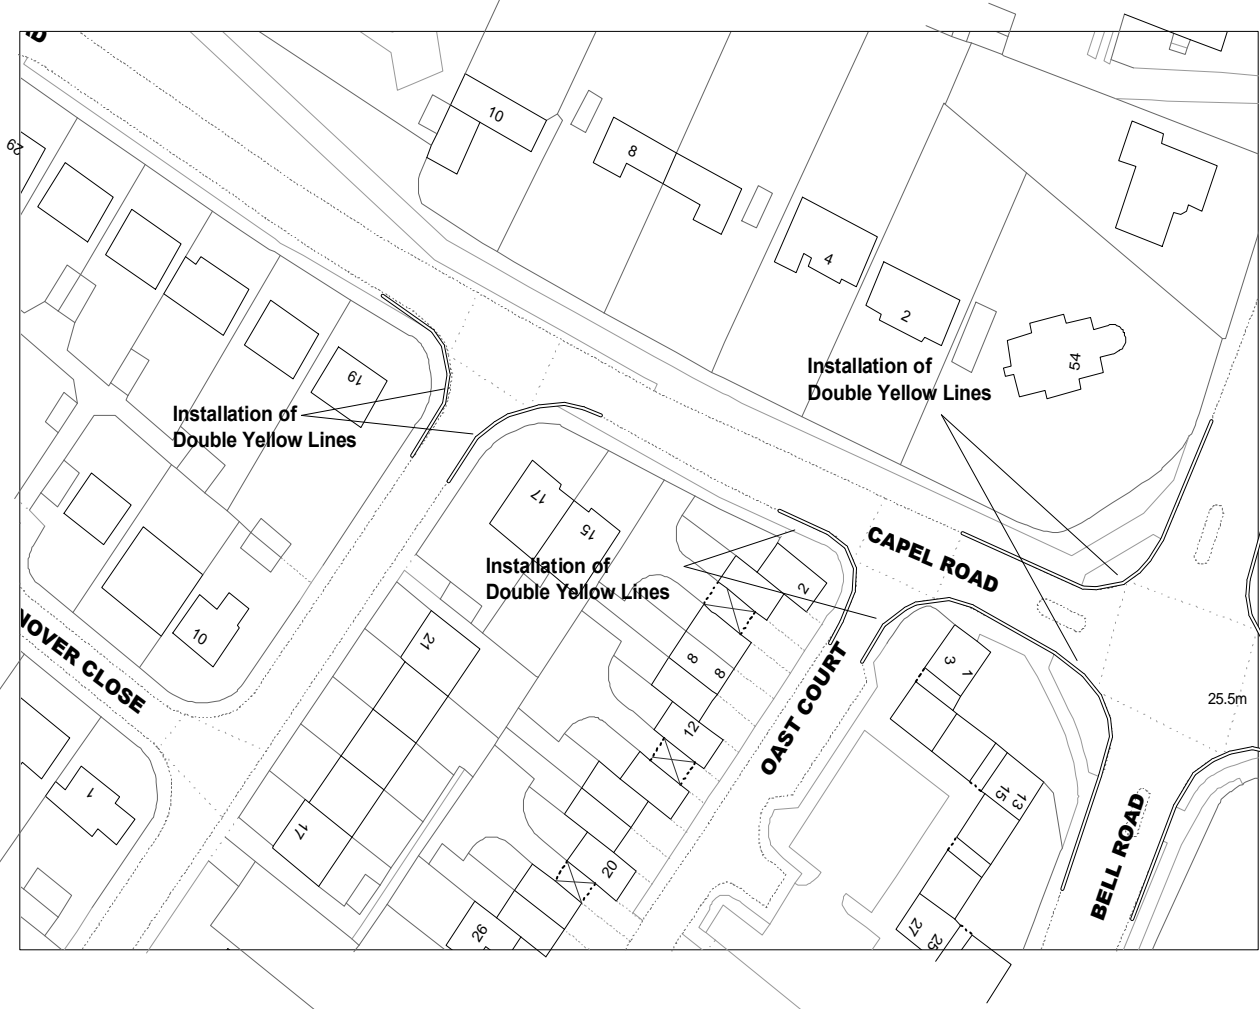 10
8
29
4
2
54
Installation of
Double Yellow Lines
19
Installation of
Double Yellow Lines
17
15
CAPEL ROAD
Installation of
Double Yellow Lines
2
10
21
8
8
3
1
NOVER CLOSE
OAST COURT
12
25.5m
1
17
15
13
BELL ROAD
20
26
27
25